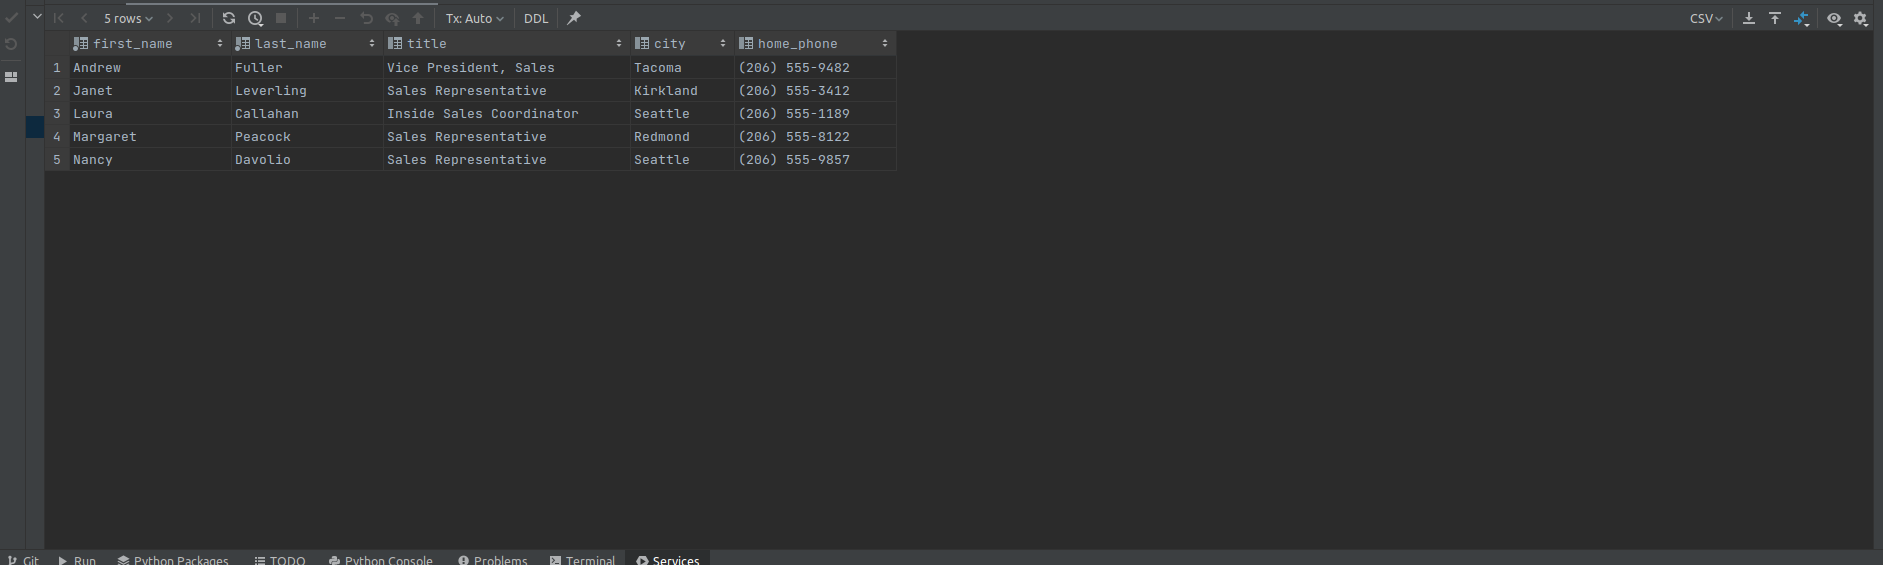 5 rows Tx: Auto DDL CSV
first_name last_name title city home_phone
1 Andrew Fuller Vice President, Sales Tacoma (206) 555-9482
2 Janet Leverling Sales Representative Kirkland (206) 555-3412
3 Laura Callahan Inside Sales Coordinator Seattle (206) 555-1189
4 Margaret Peacock Sales Representative Redmond (206) 555-8122
5 Nancy Davolio Sales Representative Seattle (206) 555-9857
Git Run Python Packages TODO Python Console Problems Terminal Services